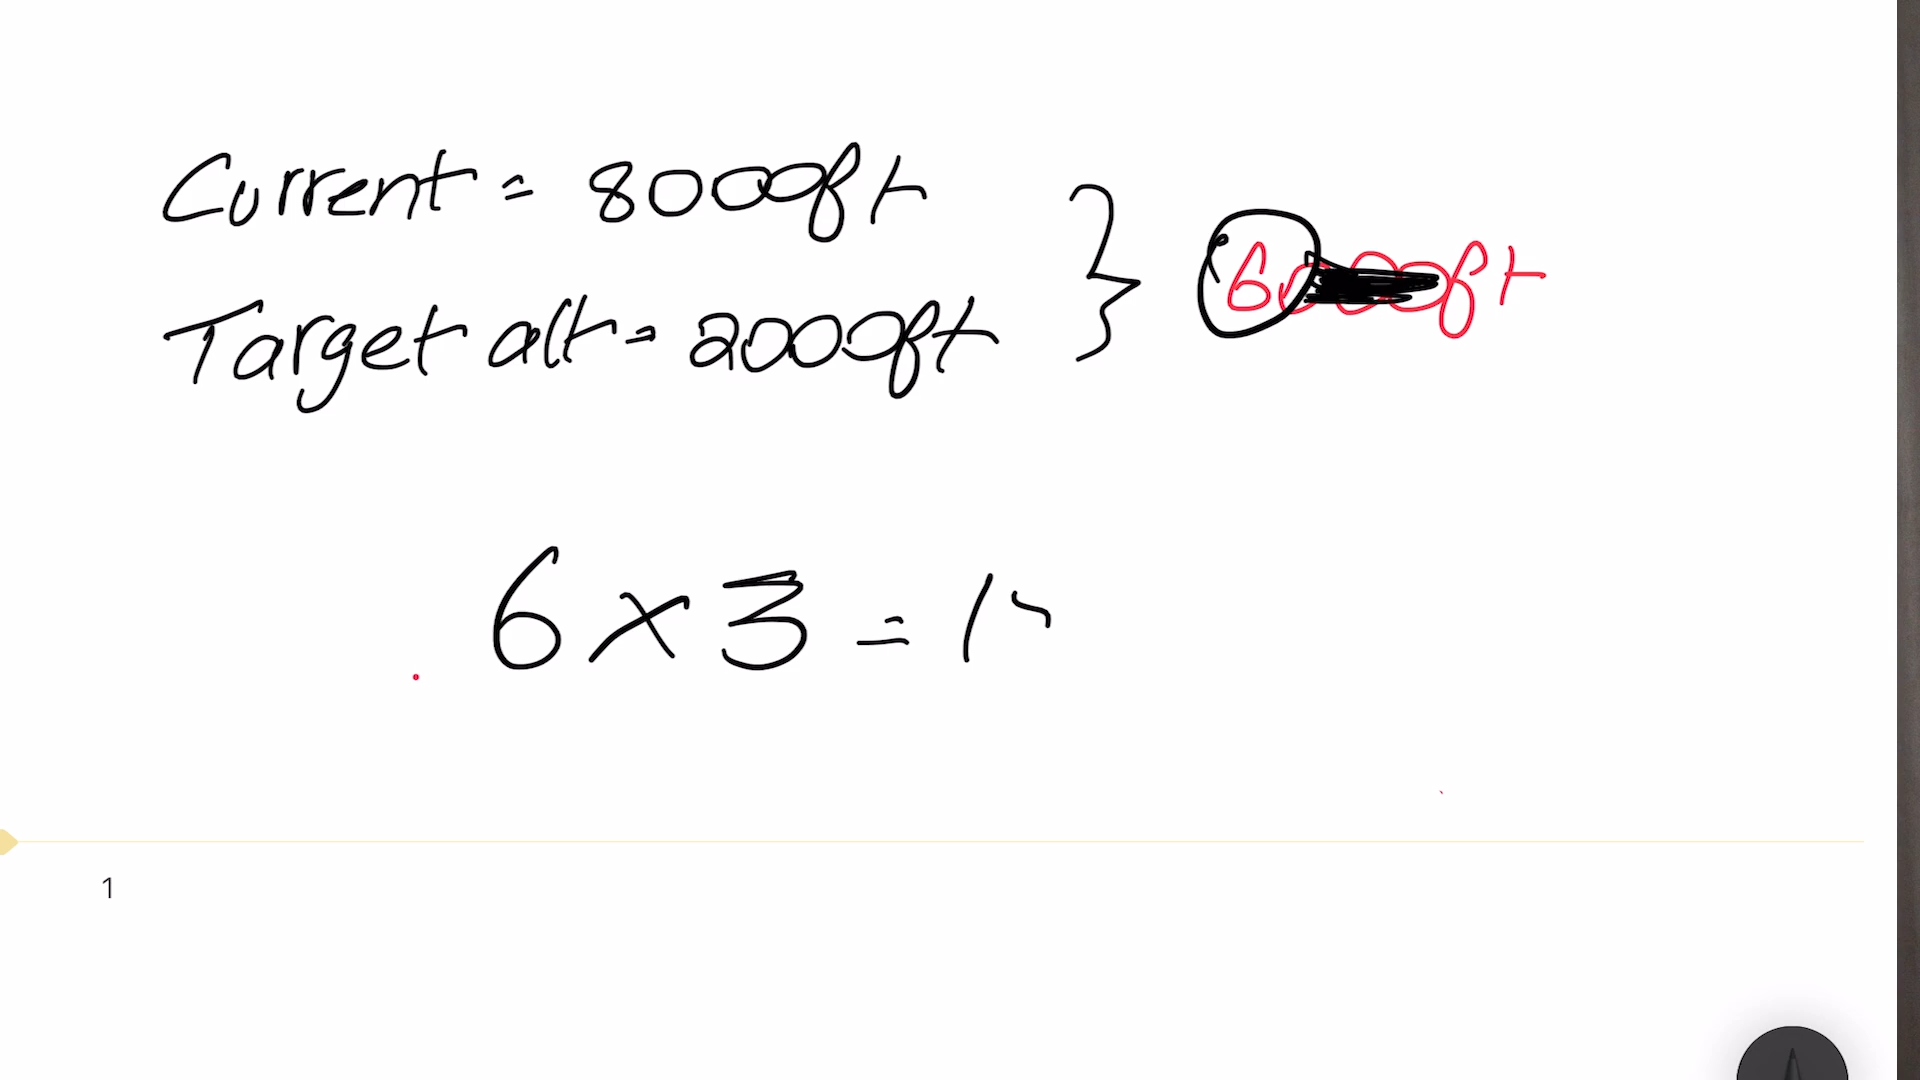 Current = 8000ft
Target alt = 2000ft
6000ft
6 x 3 = 1
1